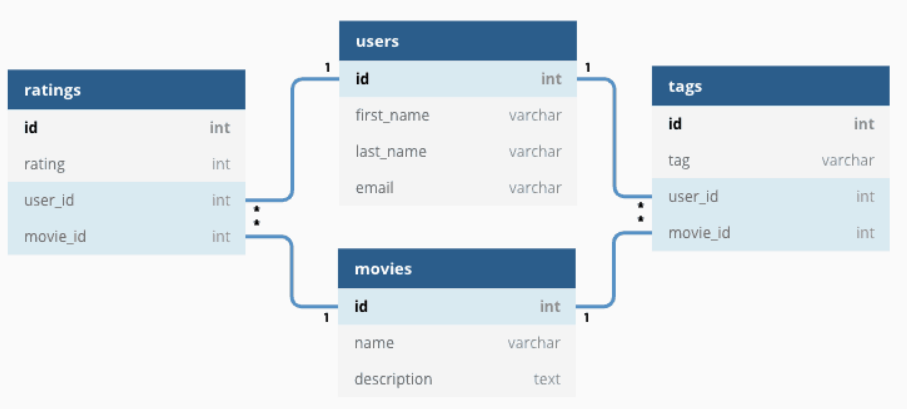 users
1
id int
1
first_name varchar
last_name varchar
email varchar
ratings
id int
rating int
user_id int
*
movie_id int
*
tags
id int
tag varchar
user_id int
*
movie_id int
*
movies
id int
1
1
name varchar
description text